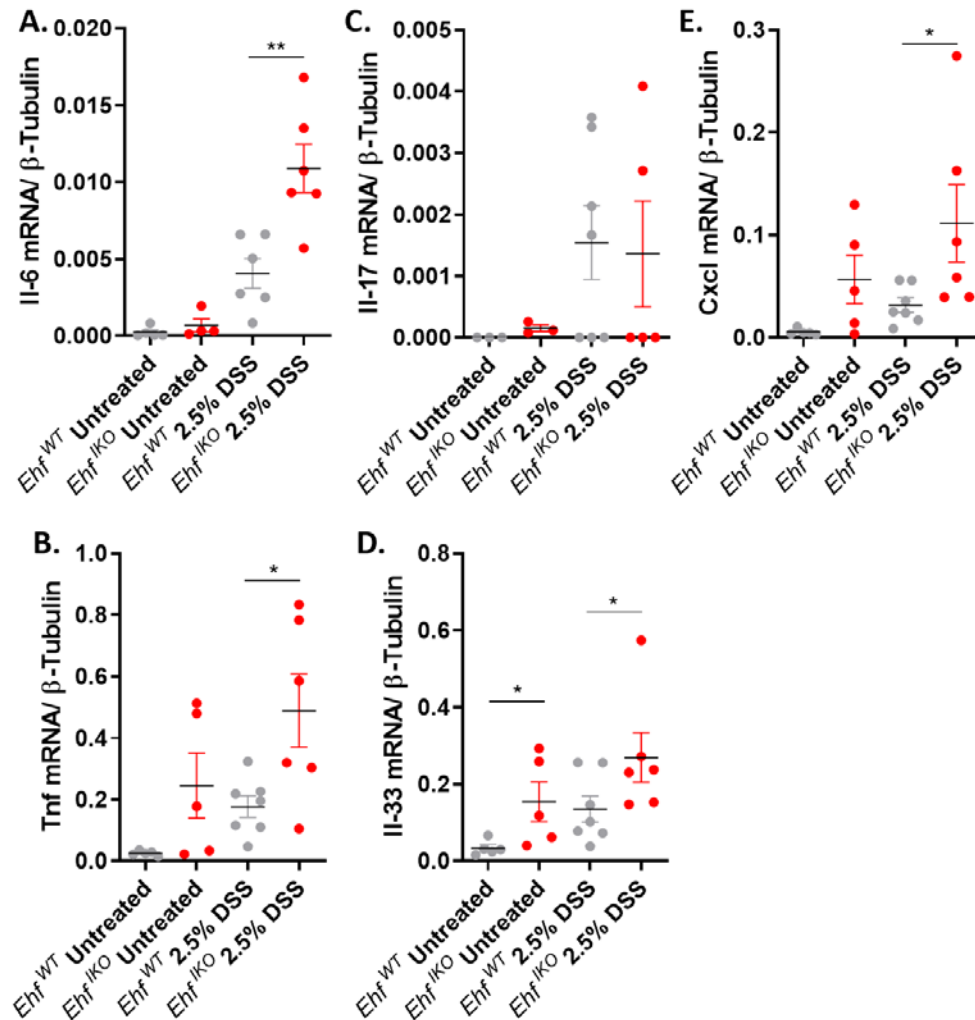 A.
Il-6 mRNA/ β-Tubulin
0.020
0.015
0.010
0.005
0.000
**
Ehf WT Untreated
Ehf IKO Untreated
Ehf WT 2.5% DSS
Ehf IKO 2.5% DSS
C.
Il-17 mRNA/ β-Tubulin
0.005
0.004
0.003
0.002
0.001
0.000
Ehf WT Untreated
Ehf IKO Untreated
Ehf WT 2.5% DSS
Ehf IKO 2.5% DSS
E.
Cxcl mRNA/ β-Tubulin
0.3
0.2
0.1
0.0
*
Ehf WT Untreated
Ehf IKO Untreated
Ehf WT 2.5% DSS
Ehf IKO 2.5% DSS
B.
Tnf mRNA/ β-Tubulin
1.0
0.8
0.6
0.4
0.2
0.0
*
Ehf WT Untreated
Ehf IKO Untreated
Ehf WT 2.5% DSS
Ehf IKO 2.5% DSS
D.
Il-33 mRNA/ β-Tubulin
0.8
0.6
0.4
0.2
0.0
*
*
Ehf WT Untreated
Ehf IKO Untreated
Ehf WT 2.5% DSS
Ehf IKO 2.5% DSS